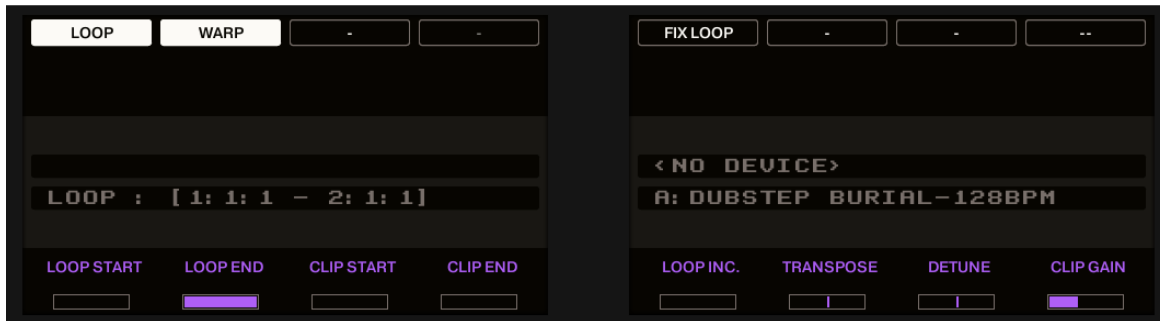 LOOP WARP - -
LOOP : [ 1: 1: 1 - 2: 1: 1]
LOOP START LOOP END CLIP START CLIP END
FIX LOOP - - --
<NO DEVICE>
A: DUBSTEP BURIAL-128BPM
LOOP INC. TRANSPOSE DETUNE CLIP GAIN